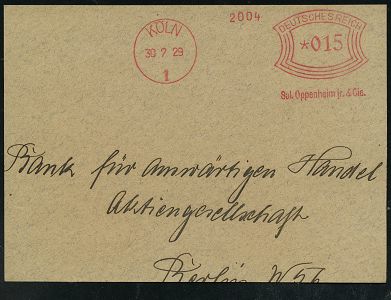 2004
DEUTSCHES REICH
KÖLN
30 7 29
*015
1
Sal. Oppenheim jr. & Cie.
Bank für auswärtigen Handel
Aktiengesellschaft
Berlin W56